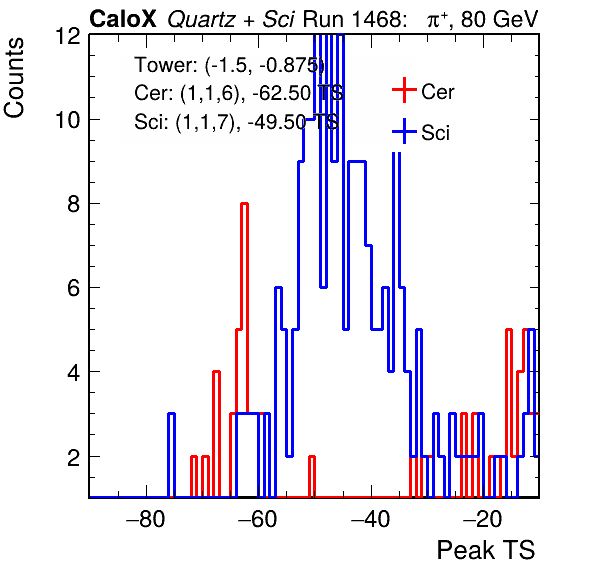 CaloX Quartz + Sci Run 1468: π+, 80 GeV
Counts
12
10
8
6
4
2
Tower: (-1.5, -0.875)
Cer: (1,1,6), -62.50 TS
Sci: (1,1,7), -49.50 TS
Cer
Sci
−80 −60 −40 −20
Peak TS